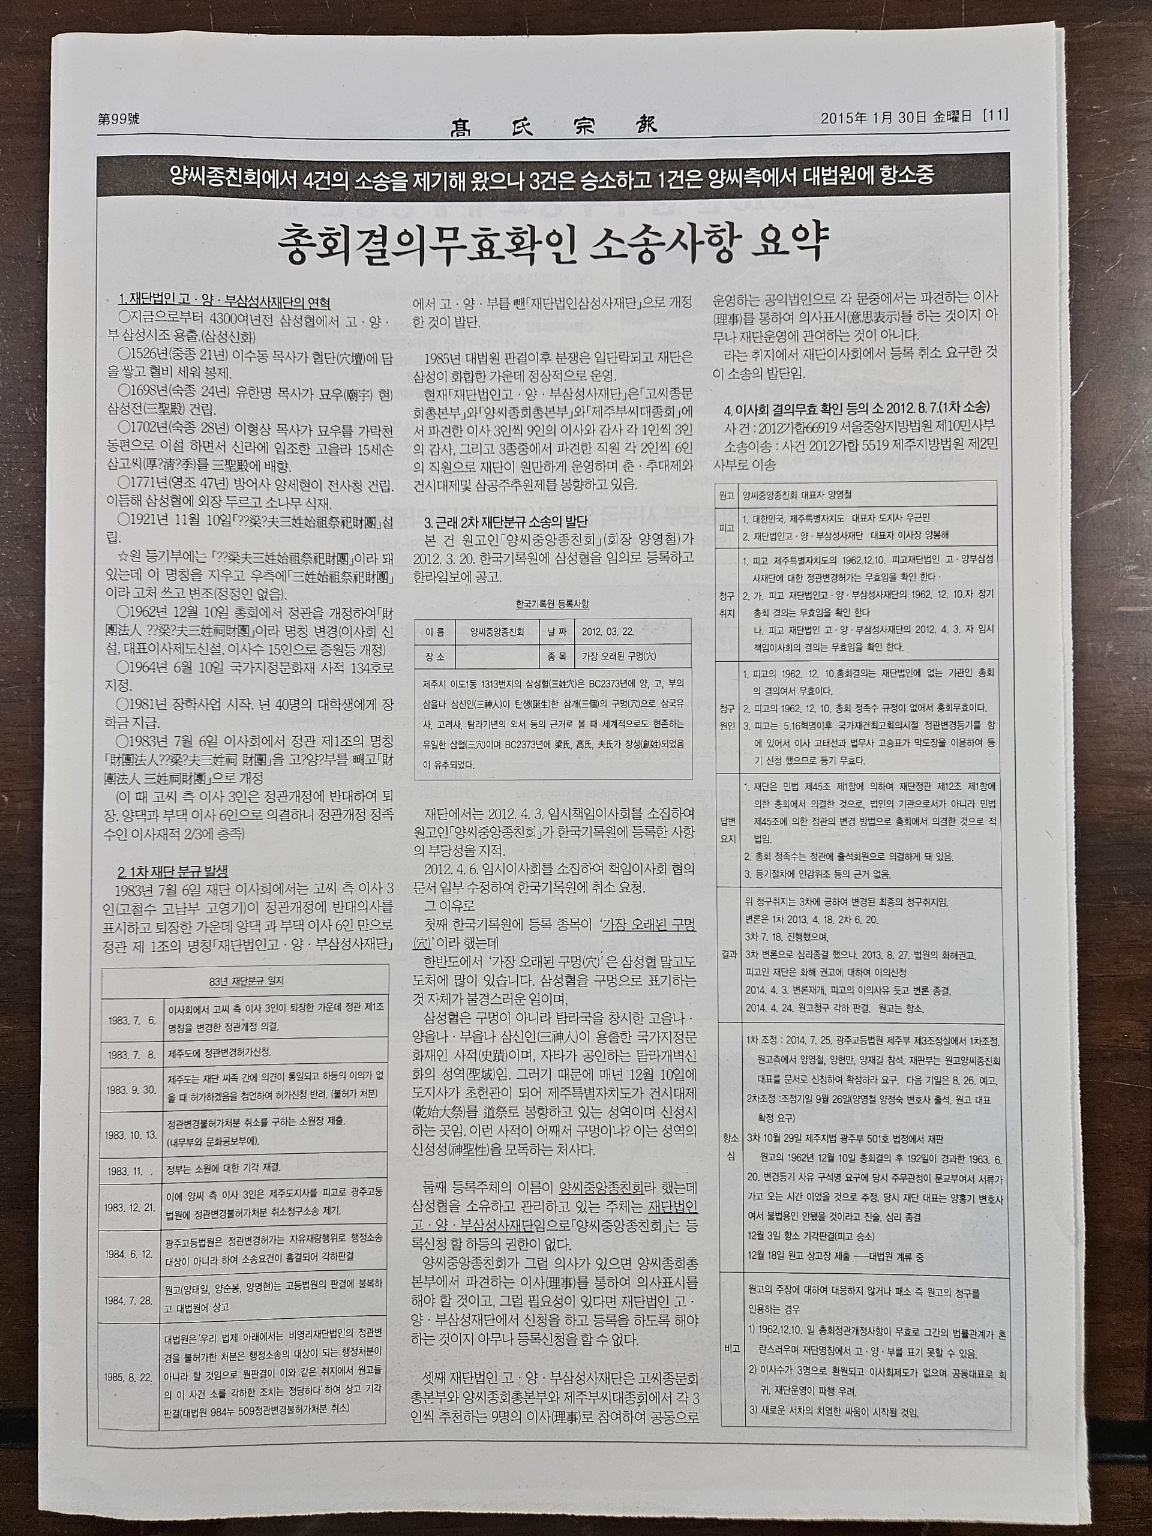 第99號
髙氏宗報
2015年 1月 30日 金曜日 [11]
양씨종친회에서 4건의 소송을 제기해 왔으나 3건은 승소하고 1건은 양씨측에서 대법원에 항소중
총회결의무효확인 소송사항 요약
1. 재단법인 고·양·부삼성사재단의 연혁
○지금으로부터 4300여년전 삼성혈에서 고·양·
부 삼성시조 용출.(삼성신화)
○1526년(중종 21년) 이수동 목사가 혈단(穴壇)에 담
을 쌓고 혈비 세워 봉제.
○1698년(숙종 24년) 유한명 목사가 묘우(廟宇) 현
삼성전(三聖殿) 건립.
○1702년(숙종 28년) 이형상 목사가 묘우를 가락천
동편으로 이설 하면서 신라에 입조한 고을라 15세손
삼고씨(厚?淸?季)를 三聖殿에 배향.
○1771년(영조 47년) 방어사 양세현이 전사청 건립.
이듬해 삼성혈에 외장 두르고 소나무 식재.
○1921년 11월 10일「??梁?夫三姓始祖祭祀財團」설
립.
☆원 등기부에는 「??梁夫三姓始祖祭祀財團」이라 돼
있는데 이 명칭을 지우고 우측에「三姓始祖祭祀財團」
이라 고쳐 쓰고 변조(정정인 없음).
○1962년 12월 10일 총회에서 정관을 개정하여「財
團法人 ??梁?夫三姓祠財團」이라 명칭 변경(이사회 신
설, 대표이사제도신설, 이사수 15인으로 증원등 개정)
○1964년 6월 10일 국가지정문화재 사적 134호로
지정.
○1981년 장학사업 시작, 년 40명의 대학생에게 장
학금 지급.
○1983년 7월 6일 이사회에서 정관 제1조의 명칭
「財團法人??梁?夫三姓祠 財團」을 고?양?부를 빼고「財
團法人 三姓祠財團」으로 개정
(이 때 고씨 측 이사 3인은 정관개정에 반대하여 퇴
장. 양댁과 부댁 이사 6인으로 의결하니 정관개정 정족
수인 이사재적 2/3에 충족)
2. 1차 재단 분규 발생
1983년 7월 6일 재단 이사회에서는 고씨 측 이사 3
인(고철수 고남부 고영기)이 정관개정에 반대의사를
표시하고 퇴장한 가운데 양댁 과 부댁 이사 6인 만으로
정관 제 1조의 명칭「재단법인고·양·부삼성사재단」
83년 재단분규 일지
1983. 7. 6.
이사회에서 고씨 측 이사 3인이 퇴장한 가운데 정관 제1조
명칭을 변경한 정관개정 의결.
1983. 7. 8.
제주도에 정관변경허가신청.
1983. 9. 30.
제주도는 재단 씨족 간에 의견이 통일되고 하등의 이의가 없
을 때 허가하겠음을 첨언하여 허가신청 반려. (불허가 처분)
1983. 10. 13.
정관변경불허가처분 취소를 구하는 소원장 제출.
(내무부와 문화공보부에).
1983. 11. .
정부는 소원에 대한 기각 재결.
1983. 12. 21.
이에 양씨 측 이사 3인은 제주도지사를 피고로 광주고등
법원에 정관변경불허가처분 취소청구소송 제기.
1984. 6. 12.
광주고등법원은 정관변경허가는 자유재량행위로 행정소송
대상이 아니라 하여 소송요건이 흠결되어 각하판결
1984. 7. 28.
원고(양태일, 양순봉, 양명현)는 고등법원의 판결에 불복하
고 대법원에 상고
1985. 8. 22.
대법원은'우리 법제 아래에서는 비영리재단법인의 정관변
경을 불허가한 처분은 행정소송의 대상이 되는 행정처분이
아니라 할 것임으로 원판결이 이와 같은 취지에서 원고들
의 이 사건 소를 각하한 조치는 정당하다'하여 상고 기각
판결(대법원 984누 509정관변경불허가처분 취소)
에서 고·양·부를 뺀「재단법인삼성사재단」으로 개정
한 것이 발단.
1985년 대법원 판결이후 분쟁은 일단락되고 재단은
삼성이 화합한 가운데 정상적으로 운영.
현재「재단법인고·양·부삼성사재단」은「고씨종문
회총본부」와「양씨종회총본부」와「제주부씨대종회」에
서 파견한 이사 3인씩 9인의 이사와 감사 각 1인씩 3인
의 감사, 그리고 3종중에서 파견한 직원 각 2인씩 6인
의 직원으로 재단이 원만하게 운영하며 춘·추대제와
건시대제및 삼공주추원제를 봉향하고 있음.
3. 근래 2차 재단분규 소송의 발단
본 건 원고인「양씨중앙종친회」(회장 양영철)가
2012. 3. 20. 한국기록원에 삼성혈을 임의로 등록하고
한라일보에 공고.
한국기록원 등록사항
이 름 양씨중앙종친회 날 짜 2012. 03. 22.
장 소 종 목 가장 오래된 구멍(穴)
제주시 이도1동 1313번지의 삼성혈(三姓穴)은 BC2373년에 양, 고, 부의
삼을나 삼신인(三神人)이 탄생(誕生)한 삼개(三個)의 구멍(穴)으로 삼국유
사, 고려사, 탐라기년의 외서 등의 근거로 볼 때 세계적으로도 현존하는
유일한 삼혈(三穴)이며 BC2373년에 梁氏, 高氏, 夫氏가 창성(創姓)되었음
이 유추되었다.
재단에서는 2012. 4. 3. 임시책임이사회를 소집하여
원고인「양씨중앙종친회」가 한국기록원에 등록한 사항
의 부당성을 지적.
2012. 4. 6. 임시이사회를 소집하여 책임이사회 협의
문서 일부 수정하여 한국기록원에 취소 요청.
그 이유로
첫째 한국기록원에 등록 종목이 '가장 오래된 구멍
(穴)'이라 했는데
한반도에서 '가장 오래된 구멍(穴)'은 삼성혈 말고도
도처에 많이 있습니다. 삼성혈을 구멍으로 표기하는
것 자체가 불경스러운 일이며,
삼성혈은 구멍이 아니라 탐라국을 창시한 고을나·
양을나·부을나 삼신인(三神人)이 용출한 국가지정문
화재인 사적(史蹟)이며, 자타가 공인하는 탐라개벽신
화의 성역(聖域)임. 그러기 때문에 매년 12월 10일에
도지사가 초헌관이 되어 제주특별자치도가 건시대제
(乾始大祭)를 道祭로 봉향하고 있는 성역이며 신성시
하는 곳임. 이런 사적이 어째서 구멍이냐? 이는 성역의
신성성(神聖性)을 모독하는 처사다.
둘째 등록주체의 이름이 양씨중앙종친회라 했는데
삼성혈을 소유하고 관리하고 있는 주체는 재단법인
고·양·부삼성사재단임으로「양씨중앙종친회」는 등
록신청 할 하등의 권한이 없다.
양씨중앙종친회가 그럴 의사가 있으면 양씨종회총
본부에서 파견하는 이사(理事)를 통하여 의사표시를
해야 할 것이고, 그럴 필요성이 있다면 재단법인 고·
양·부삼성재단에서 신청을 하고 등록을 하도록 해야
하는 것이지 아무나 등록신청을 할 수 없다.
셋째 재단법인 고·양·부삼성사재단은 고씨종문회
총본부와 양씨종회총본부와 제주부씨대종회에서 각 3
인씩 추천하는 9명의 이사(理事)로 참여하여 공동으로
운영하는 공익법인으로 각 문중에서는 파견하는 이사
(理事)를 통하여 의사표시(意思表示)를 하는 것이지 아
무나 재단운영에 관여하는 것이 아니다.
라는 취지에서 재단이사회에서 등록 취소 요구한 것
이 소송의 발단임.
4. 이사회 결의무효 확인 등의 소 2012. 8. 7.(1차 소송)
사 건 : 2012가합66919 서울중앙지방법원 제10민사부
소송이송 : 사건 2012가합 5519 제주지방법원 제2민
사부로 이송
원고 양씨중앙종친회 대표자 양영철
피고
1. 대한민국, 제주특별자치도 대표자 도지사 우근민
2. 재단법인고·양·부삼성사재단 대표자 이사장 양봉해
청구
취지
1. 피고 제주특별자치도의 1962.12.10. 피고재단법인 고·양부삼성
사재단에 대한 정관변경허가는 무효임을 확인 한다·
2. 가. 피고 재단법인고·양·부삼성사재단의 1962. 12. 10.자 정기
총회 결의는 무효임을 확인 한다
나. 피고 재단법인 고·양·부삼성사재단의 2012. 4. 3. 자 임시
책임이사회의 결의는 무효임을 확인 한다.
청구
원인
1. 피고의 1962. 12. 10.총회결의는 재단법인에 없는 기관인 총회
의 결의여서 무효이다.
2. 피고의 1962. 12. 10. 총회 정족수 규정이 없어서 총회무효이다.
3. 피고는 5.16혁명이후 국가재건최고회의시절 정관변경등기를 함
에 있어서 이사 고태선과 법무사 고승표가 막도장을 이용하여 등
기 신청 했으므로 등기 무효다.
답변
요지
1. 재단은 민법 제45조 제1항에 의하여 재단정관 제12조 제1항에
의한 총회에서 의결한 것으로, 법인의 기관으로서가 아니라 민법
제45조에 의한 정관의 변경 방법으로 총회에서 의결한 것으로 적
법임.
2. 총회 정족수는 정관에 출석회원으로 의결하게 돼 있음.
3. 등기절차에 인감위조 등의 근거 없음.
결과
위 청구취지는 3차에 긍하여 변경된 최종의 청구취지임.
변론은 1차 2013. 4. 18. 2차 6. 20.
3차 7. 18. 진행했으며,
3차 변론으로 심리종결 했으나, 2013. 8. 27. 법원의 화해권고,
피고인 재단은 화해 권고에 대하여 이의신청
2014. 4. 3. 변론재개, 피고의 이의사유 듯고 변론 종결,
2014. 4. 24. 원고청구 각하 판결, 원고는 항소.
항소
심
1차 조정 : 2014. 7. 25. 광주고등법원 제주부 제3조정실에서 1차조정.
원고측에서 양영철, 양현만, 양재길 참석, 재판부는 원고양씨종친회
대표를 문서로 신청하여 확정하라 요구, 다음 기일은 8. 26. 예고.
2차조정 :조정기일 9월 26일(양영철 양정숙 변호사 출석, 원고 대표
확정 요구)
3차 10월 29일 제주지법 광주부 501호 법정에서 재판
원고의 1962년 12월 10일 총회결의 후 192일이 경과한 1963. 6.
20. 변경등기 사유 구석명 요구에 당시 주무관청이 문교부여서 서류가
가고 오는 시간 이었을 것으로 추정, 당시 재단 대표는 양홍기 변호사
여서 불법용인 안됐을 것이라고 진술, 심리 종결
12월 3일 항소 기각판결(피고 승소)
12월 18일 원고 상고장 제출 ──대법원 계류 중
비고
원고의 주장에 대하여 대응하지 않거나 패소 즉 원고의 청구를
인용하는 경우
1) 1962.12.10. 일 총회정관개정사항이 무효로 그간의 법률관계가 혼
란스러우며 재단명칭에서 고·양·부를 표기 못할 수 있음.
2) 이사수가 3명으로 환원되고 이사회제도가 없으며 공동대표로 회
귀, 재단운영이 파행 우려.
3) 새로운 서차의 치열한 싸움이 시작될 것임.